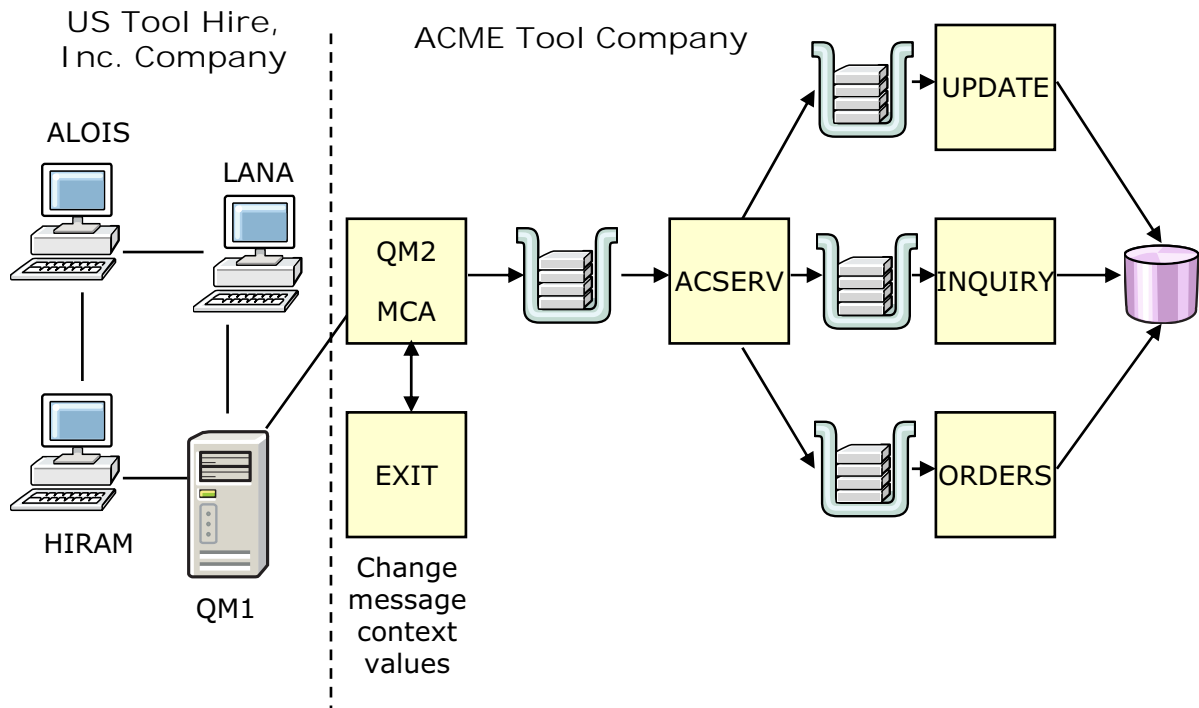 US Tool Hire,
Inc. Company
ACME Tool Company
ALOIS
LANA
HIRAM
QM1
QM2
MCA
EXIT
Change
message
context
values
ACSERV
UPDATE
INQUIRY
ORDERS